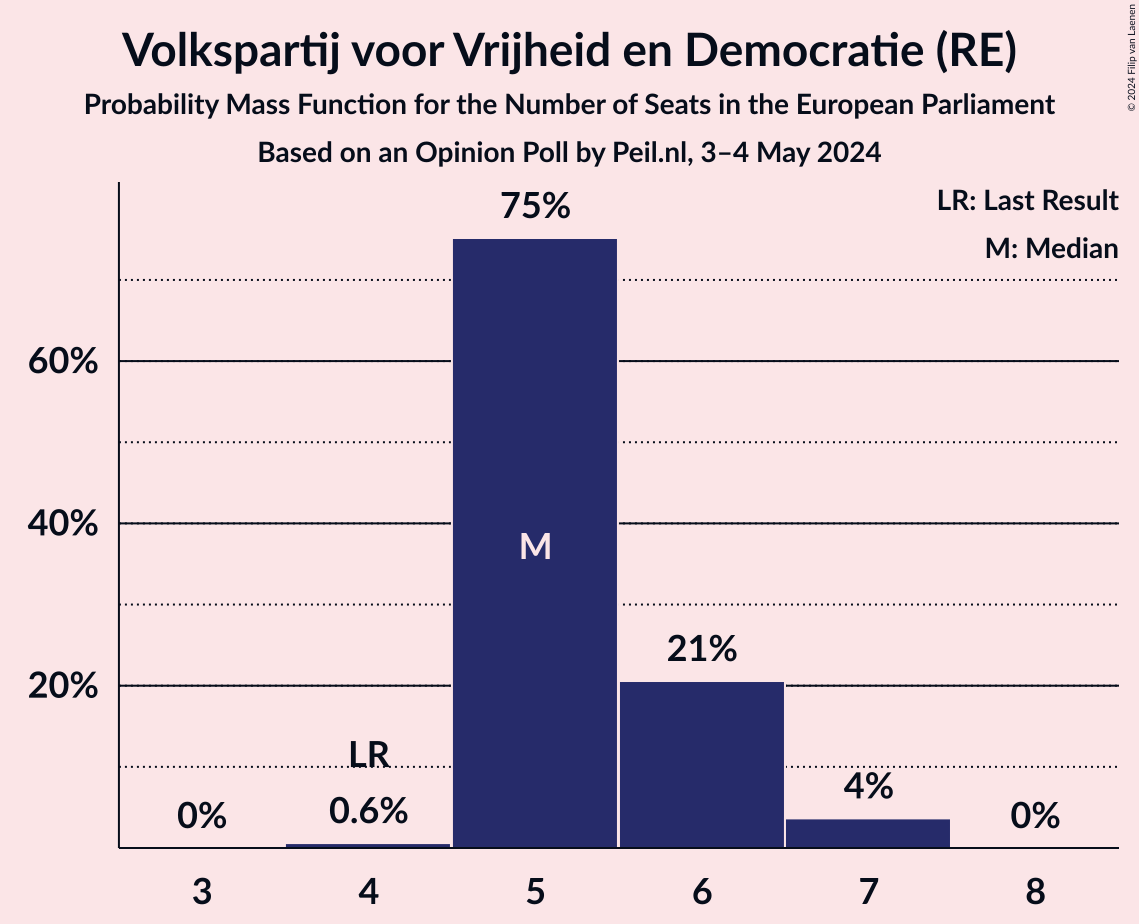 Volkspartij voor Vrijheid en Democratie (RE)
Probability Mass Function for the Number of Seats in the European Parliament
Based on an Opinion Poll by Peil.nl, 3–4 May 2024
© 2024 Filip van Laenen
LR: Last Result
M: Median
75%
60%
40%
M
21%
20%
LR
0%
0.6%
4%
0%
3
4
5
6
7
8